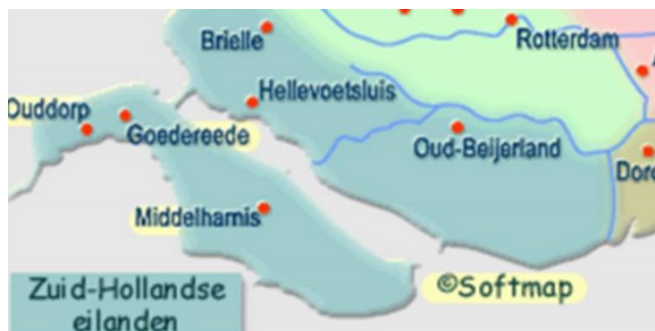 Brielle
Rotterdam
Hellevoetsluis
Ouddorp
Goedereede
Oud-Beijerland
Middelharnis
©Softmap
Zuid-Hollandse
eilanden